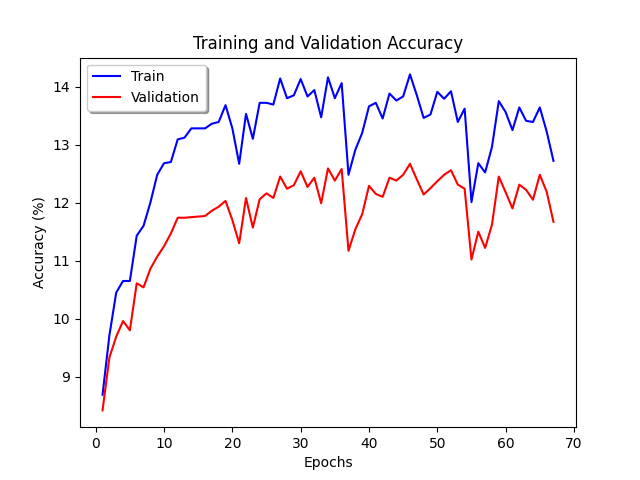 Training and Validation Accuracy
Train
Validation
14
13
12
11
10
9
Accuracy (%)
0 10 20 30 40 50 60 70
Epochs